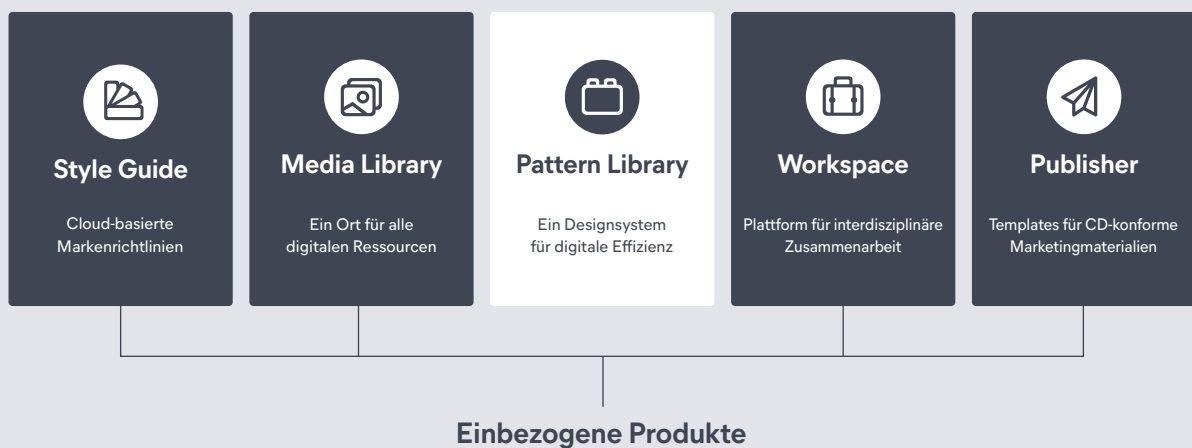 Style Guide
Cloud-basierte
Markenrichtlinien
Media Library
Ein Ort für alle
digitalen Ressourcen
Pattern Library
Ein Designsystem
für digitale Effizienz
Workspace
Plattform für interdisziplinäre
Zusammenarbeit
Publisher
Templates für CD-konforme
Marketingmaterialien
Einbezogene Produkte